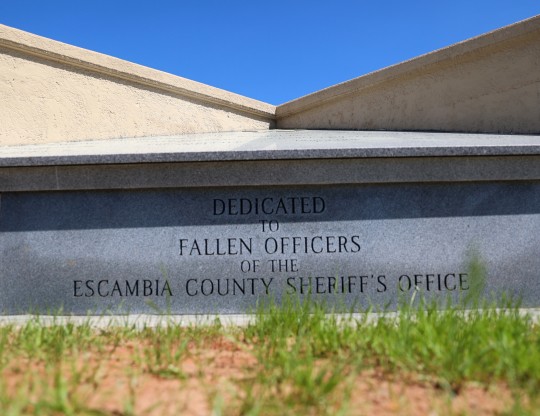 DEDICATED
TO
FALLEN OFFICERS
OF THE
ESCAMBIA COUNTY SHERIFF'S OFFICE